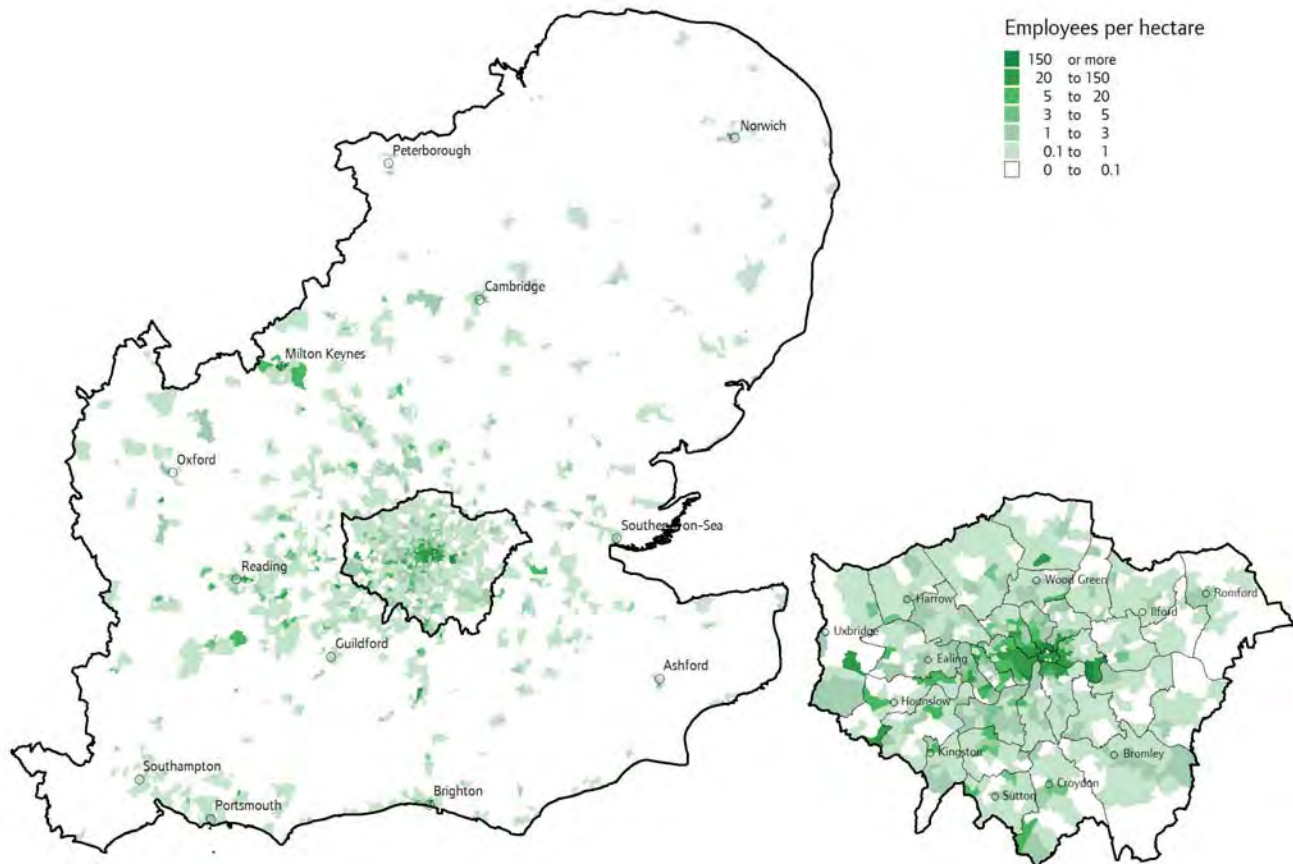 Employees per hectare
150 or more
20 to 150
5 to 20
3 to 5
1 to 3
0.1 to 1
0 to 0.1
Norwich
Peterborough
Cambridge
Milton Keynes
Oxford
Southend-on-Sea
Reading
Guildford
Ashford
Southampton
Portsmouth
Brighton
Wood Green
Harrow
Ilford
Romford
Uxbridge
Ealing
Hounslow
Kingston
Bromley
Croydon
Sutton